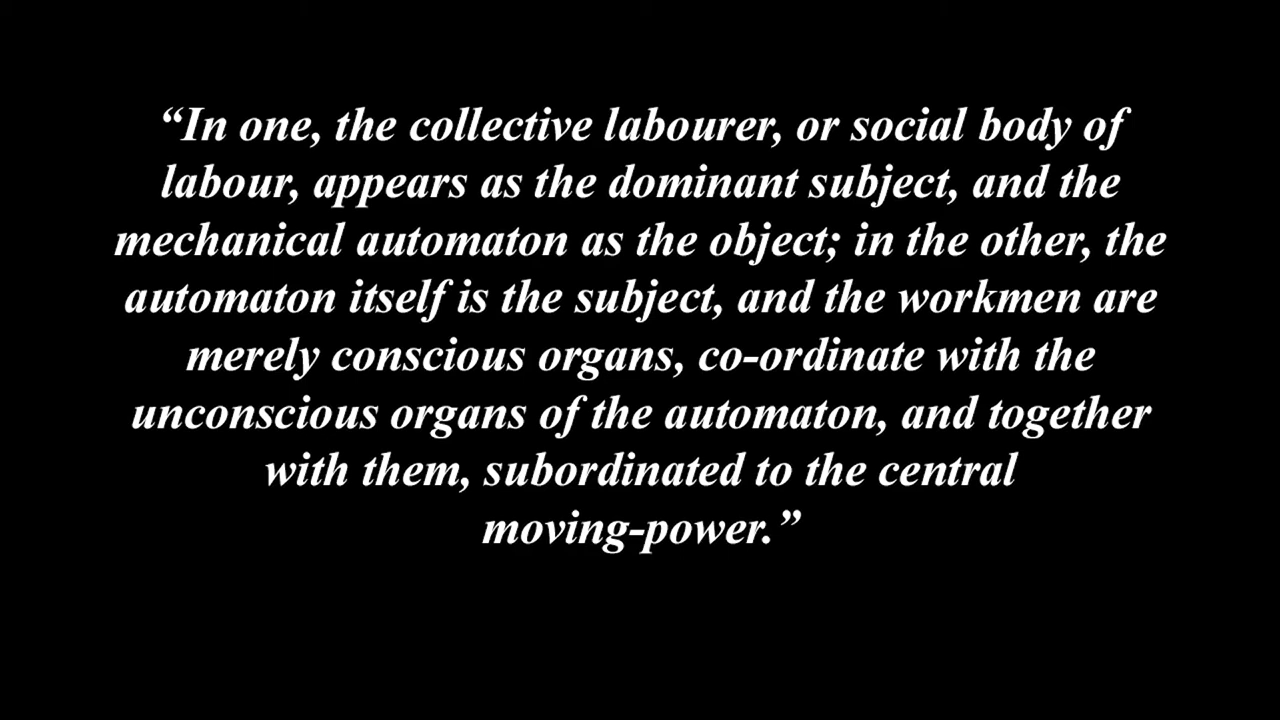 “In one, the collective labourer, or social body of
labour, appears as the dominant subject, and the
mechanical automaton as the object; in the other, the
automaton itself is the subject, and the workmen are
merely conscious organs, co-ordinate with the
unconscious organs of the automaton, and together
with them, subordinated to the central
moving-power.”